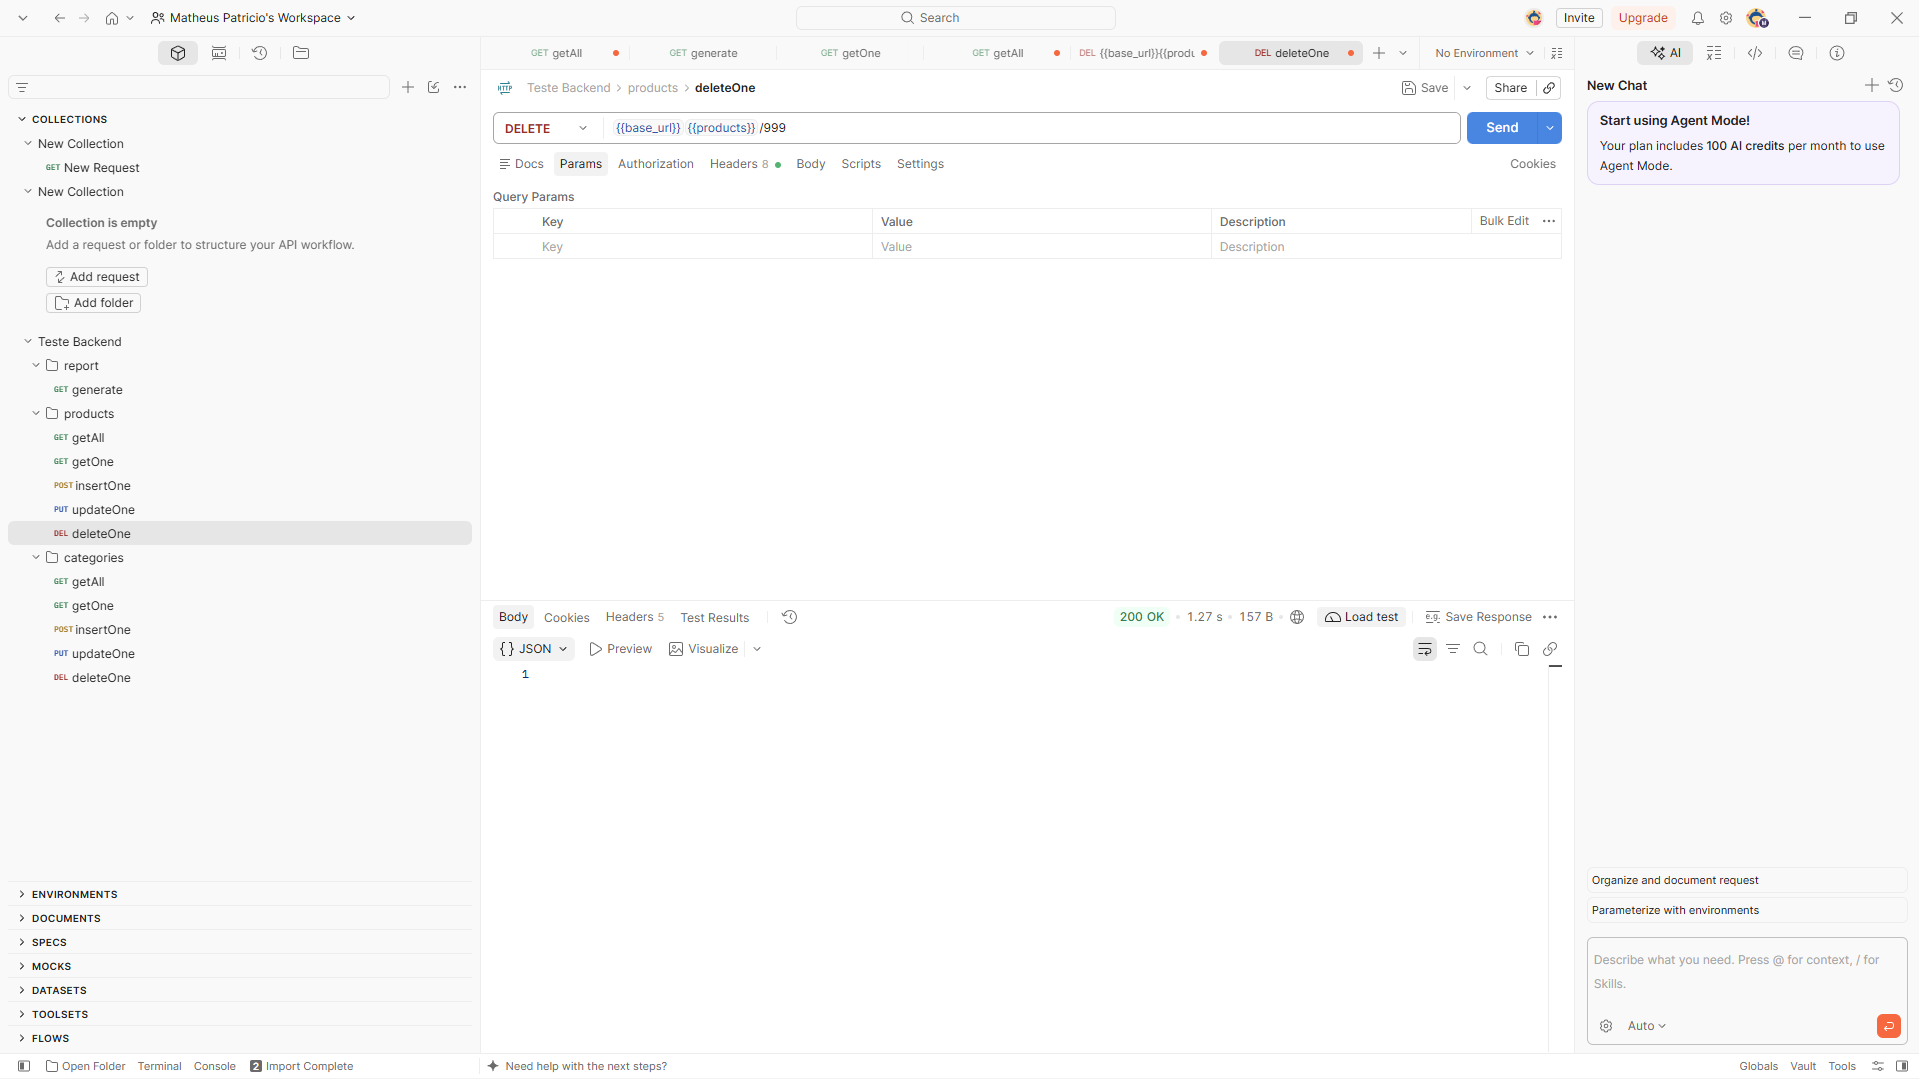 Matheus Patricio's Workspace
Search
Invite
Upgrade
GET getAll
GET generate
GET getOne
GET getAll
DEL {{base_url}}{{produ
DEL deleteOne
No Environment
AI
Teste Backend > products > deleteOne
Save
Share
New Chat
DELETE
{{base_url}} {{products}} /999
Send
Start using Agent Mode!
Your plan includes 100 AI credits per month to use
Agent Mode.
Docs
Params
Authorization
Headers 8
Body
Scripts
Settings
Cookies
Query Params
Key
Value
Description
Bulk Edit
Key
Value
Description
COLLECTIONS
New Collection
GET New Request
New Collection
Collection is empty
Add a request or folder to structure your API workflow.
Add request
Add folder
Teste Backend
report
GET generate
products
GET getAll
GET getOne
POST insertOne
PUT updateOne
DEL deleteOne
categories
GET getAll
GET getOne
POST insertOne
PUT updateOne
DEL deleteOne
Body
Cookies
Headers 5
Test Results
200 OK
1.27 s
157 B
Load test
e.g. Save Response
{} JSON
Preview
Visualize
1
ENVIRONMENTS
DOCUMENTS
SPECS
MOCKS
DATASETS
TOOLSETS
FLOWS
Organize and document request
Parameterize with environments
Describe what you need. Press @ for context, / for
Skills.
Auto
Open Folder
Terminal
Console
2 Import Complete
Need help with the next steps?
Globals
Vault
Tools